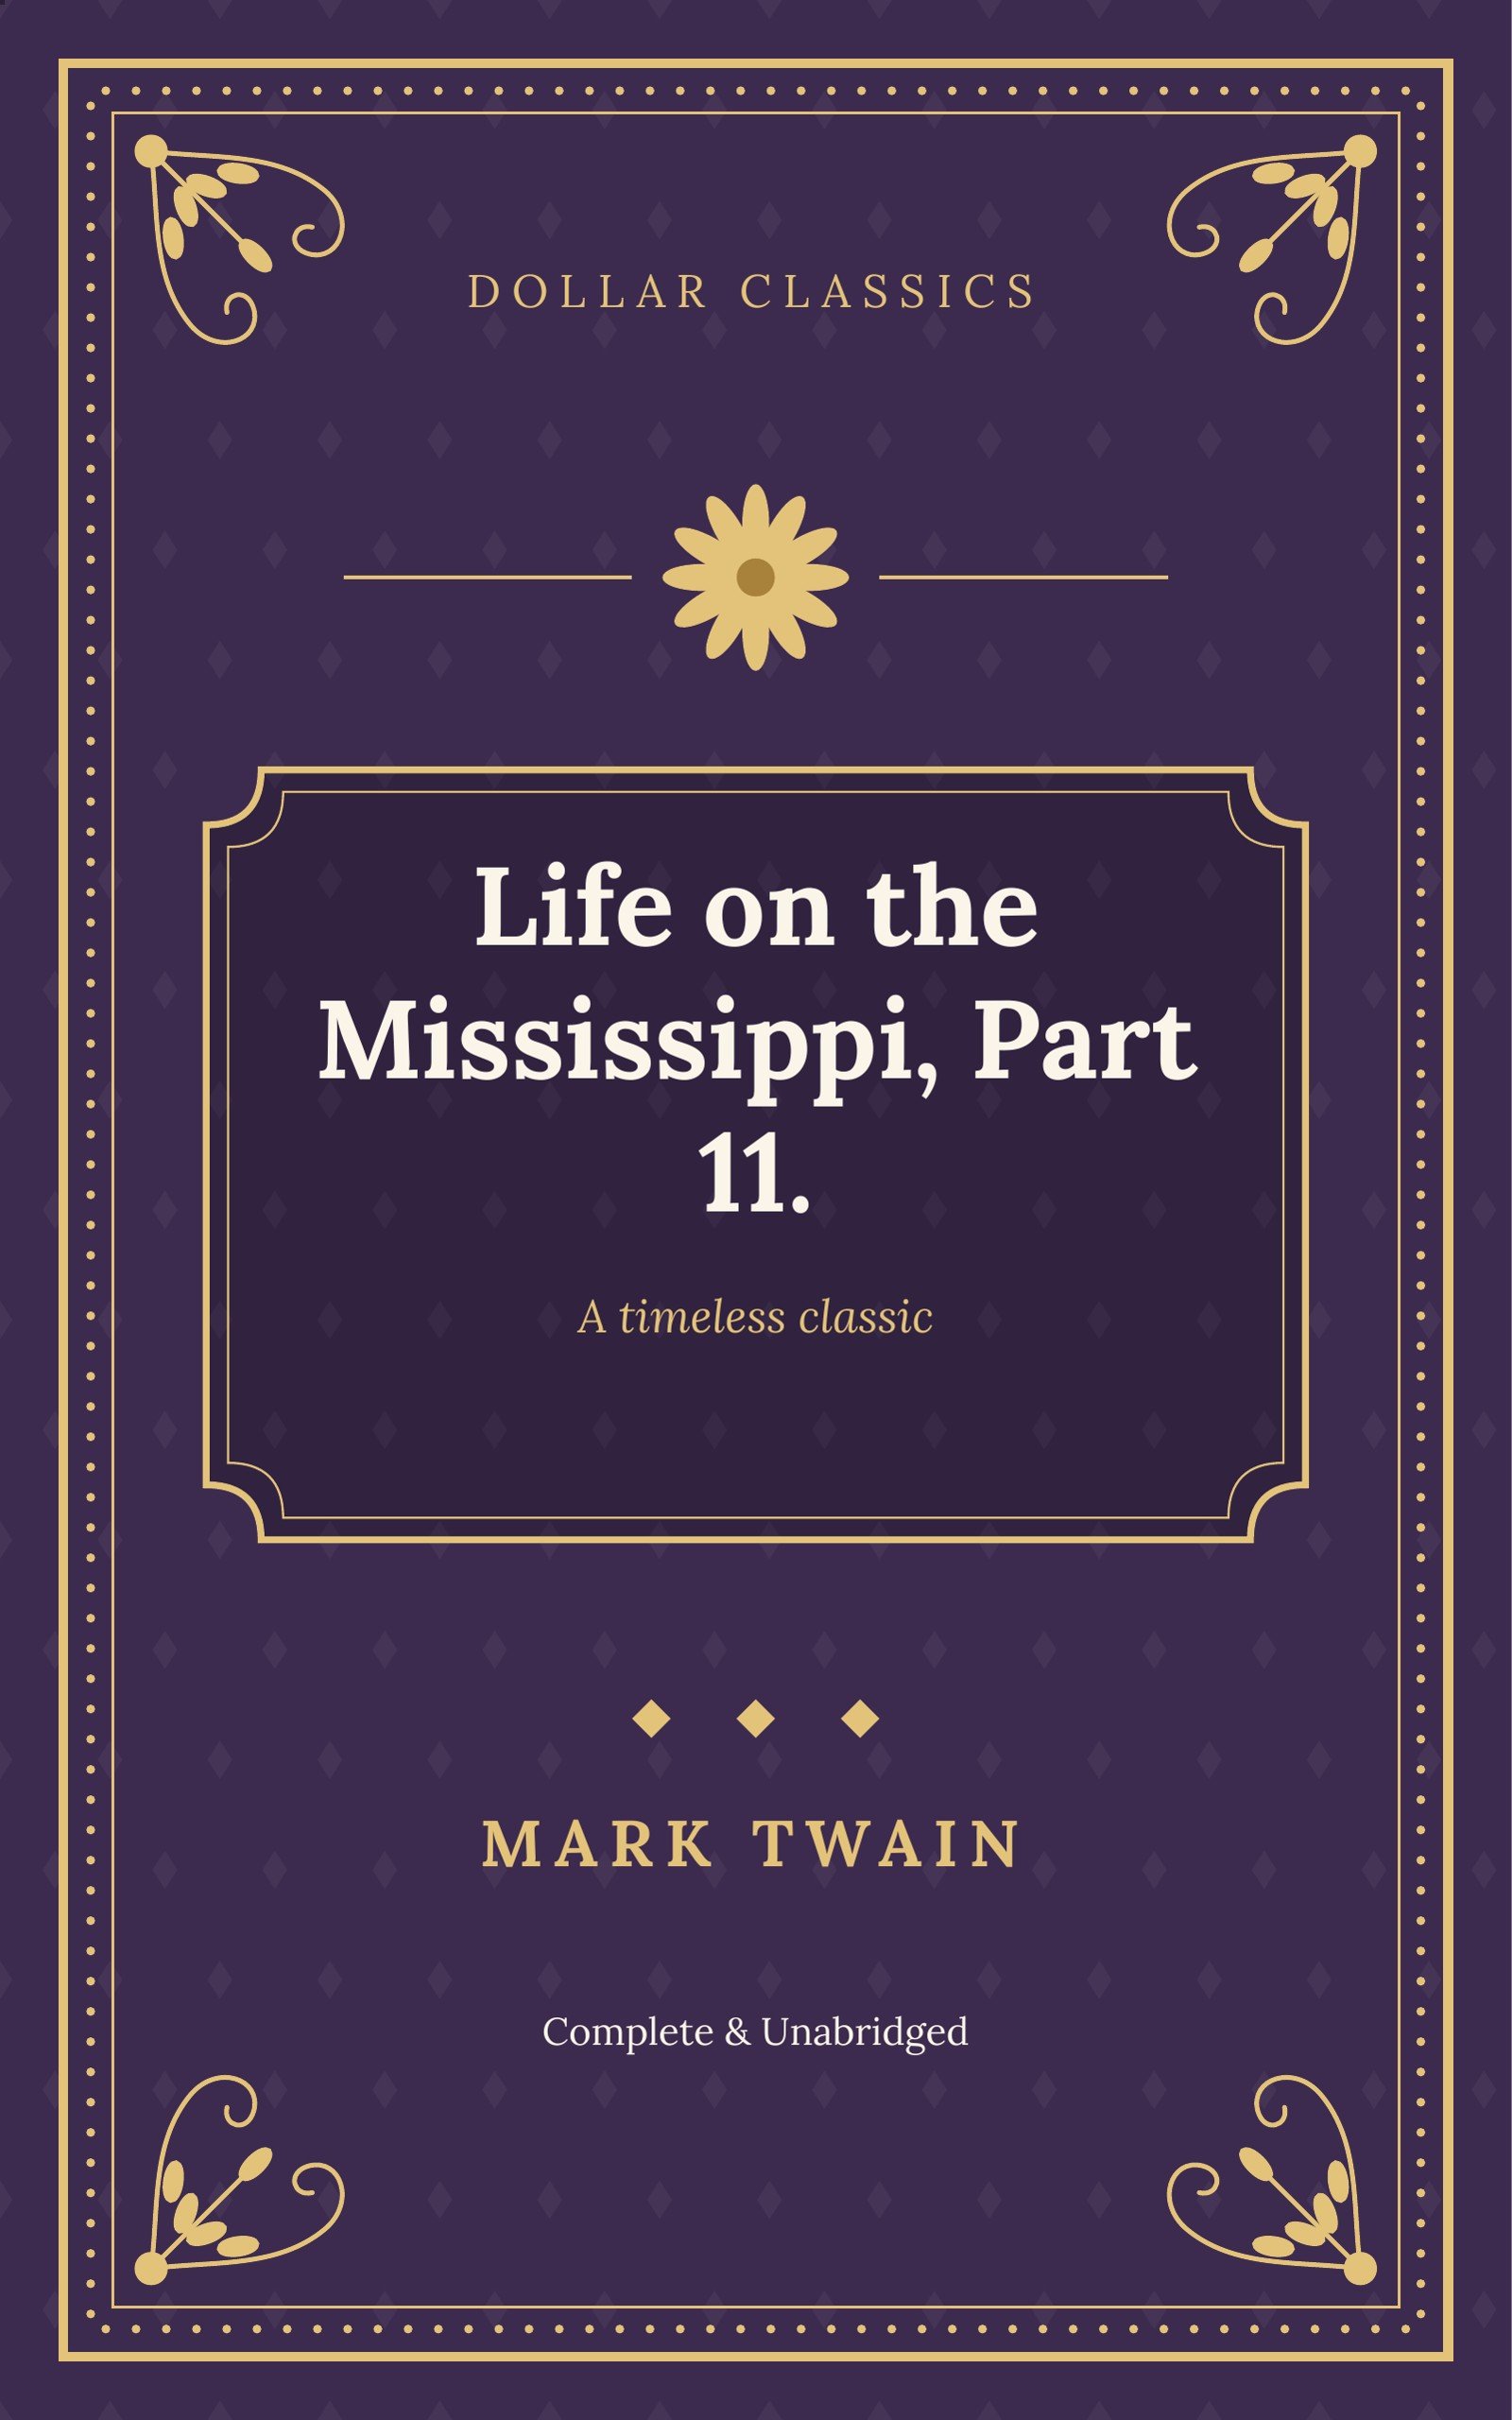 DOLLAR CLASSICS
Life on the
Mississippi, Part
11.
A timeless classic
MARK TWAIN
Complete & Unabridged